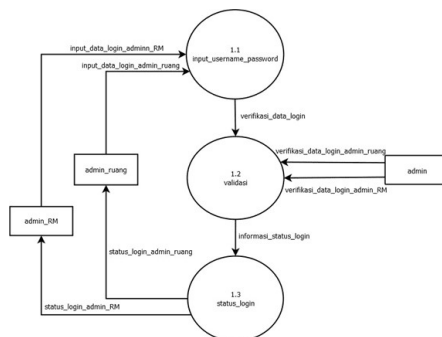 input_data_login_adminn_RM
1.1
input_username_password
input_data_login_admin_ruang
verifikasi_data_login
verifikasi_data_login_admin_ruang
admin_ruang
1.2
validasi
admin
verifikasi_data_login_admin_RM
admin_RM
informasi_status_login
status_login_admin_ruang
1.3
status_login
status_login_admin_RM